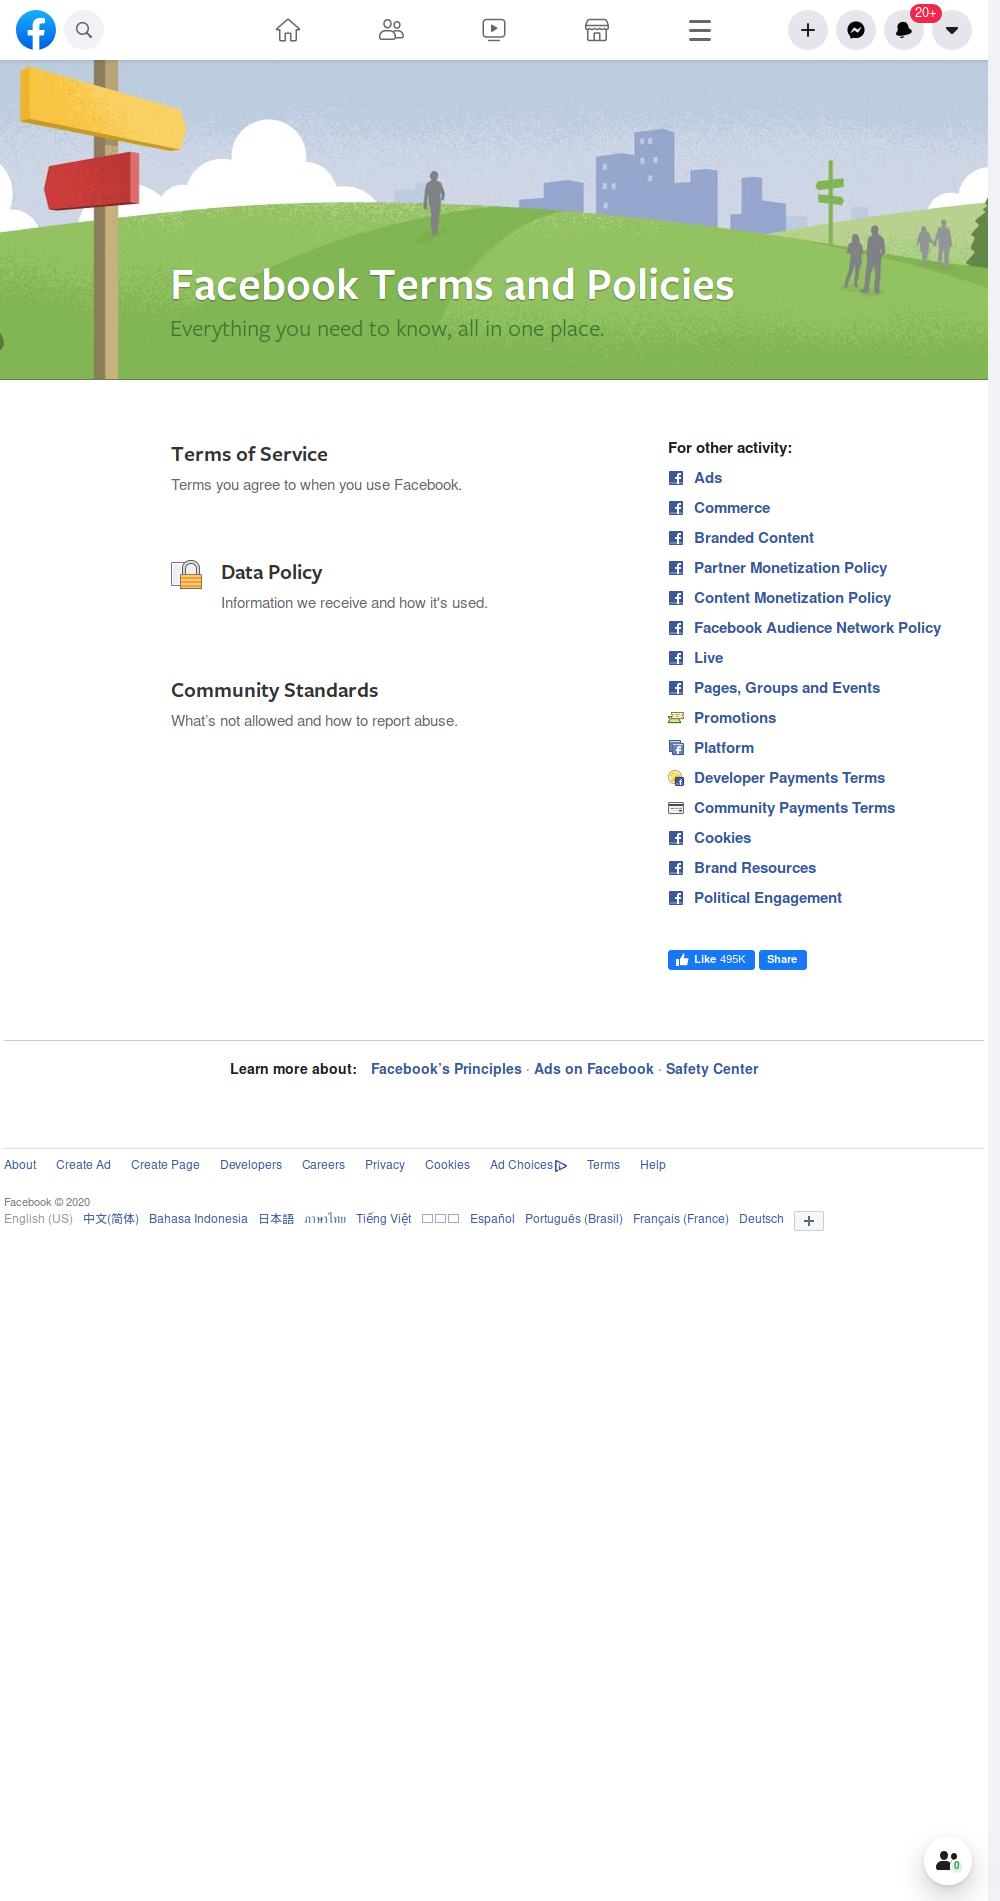 20+
Facebook Terms and Policies
Everything you need to know, all in one place.
Terms of Service
Terms you agree to when you use Facebook.
Data Policy
Information we receive and how it's used.
Community Standards
What's not allowed and how to report abuse.
For other activity:
Ads
Commerce
Branded Content
Partner Monetization Policy
Content Monetization Policy
Facebook Audience Network Policy
Live
Pages, Groups and Events
Promotions
Platform
Developer Payments Terms
Community Payments Terms
Cookies
Brand Resources
Political Engagement
Like 495K Share
Learn more about: Facebook's Principles · Ads on Facebook · Safety Center
About Create Ad Create Page Developers Careers Privacy Cookies Ad Choices Terms Help
Facebook © 2020
English (US) 中文(简体) Bahasa Indonesia 日本語 ภาษาไทย Tiếng Việt Español Português (Brasil) Français (France) Deutsch
0